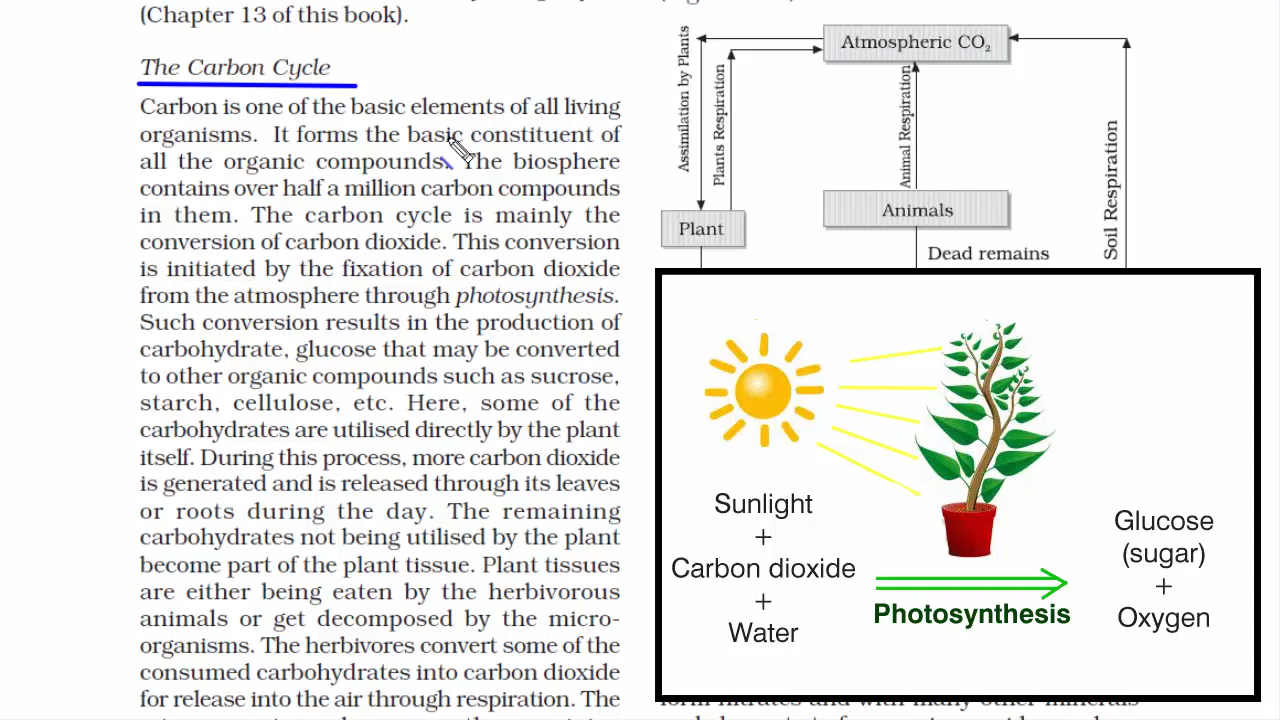 (Chapter 13 of this book).
The Carbon Cycle
Carbon is one of the basic elements of all living
organisms. It forms the basic constituent of
all the organic compounds. The biosphere
contains over half a million carbon compounds
in them. The carbon cycle is mainly the
conversion of carbon dioxide. This conversion
is initiated by the fixation of carbon dioxide
from the atmosphere through photosynthesis.
Such conversion results in the production of
carbohydrate, glucose that may be converted
to other organic compounds such as sucrose,
starch, cellulose, etc. Here, some of the
carbohydrates are utilised directly by the plant
itself. During this process, more carbon dioxide
is generated and is released through its leaves
or roots during the day. The remaining
carbohydrates not being utilised by the plant
become part of the plant tissue. Plant tissues
are either being eaten by the herbivorous
animals or get decomposed by the micro-
organisms. The herbivores convert some of the
consumed carbohydrates into carbon dioxide
for release into the air through respiration. The
Atmospheric CO₂
Assimilation by Plants
Plants Respiration
Animal Respiration
Soil Respiration
Plant
Animals
Dead remains
Sunlight
+
Carbon dioxide
+
Water
Photosynthesis
Glucose
(sugar)
+
Oxygen
form nitrates and with many other minerals